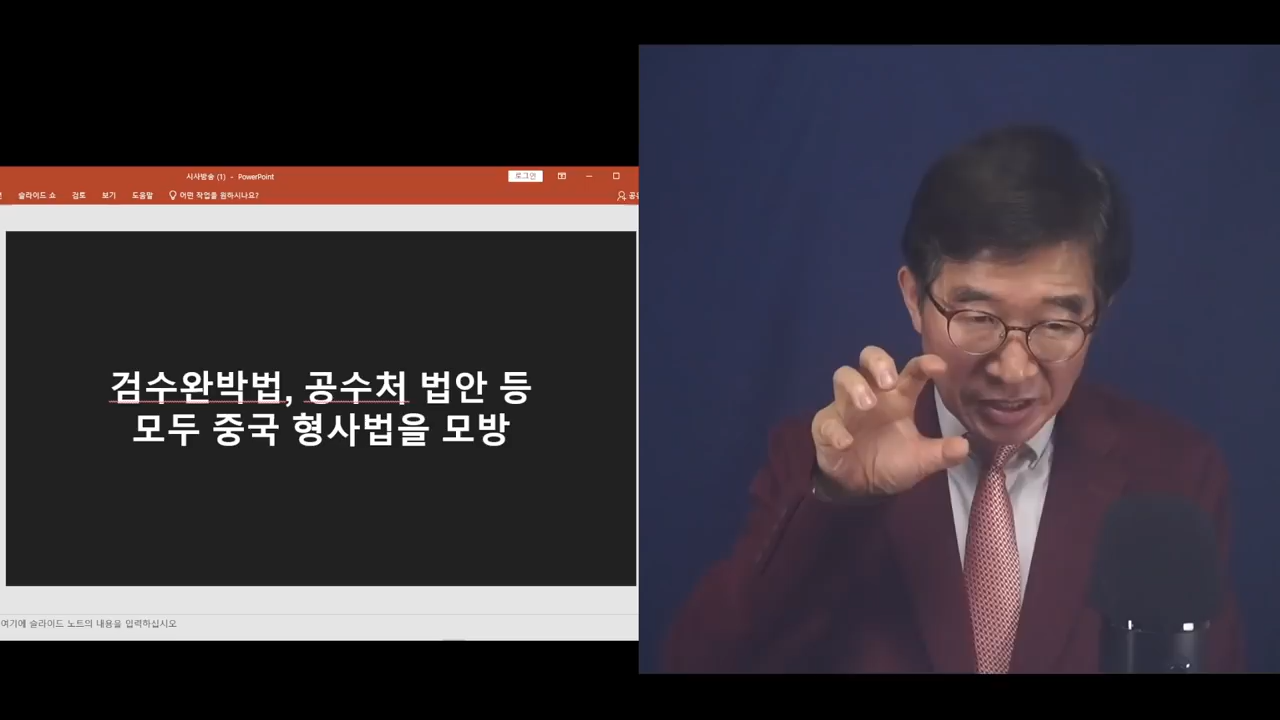 시사방송 (1) - PowerPoint
로그인
슬라이드 쇼 검토 보기 도움말 어떤 작업을 원하시나요?
검수완박법, 공수처 법안 등
모두 중국 형사법을 모방
여기에 슬라이드 노트의 내용을 입력하십시오